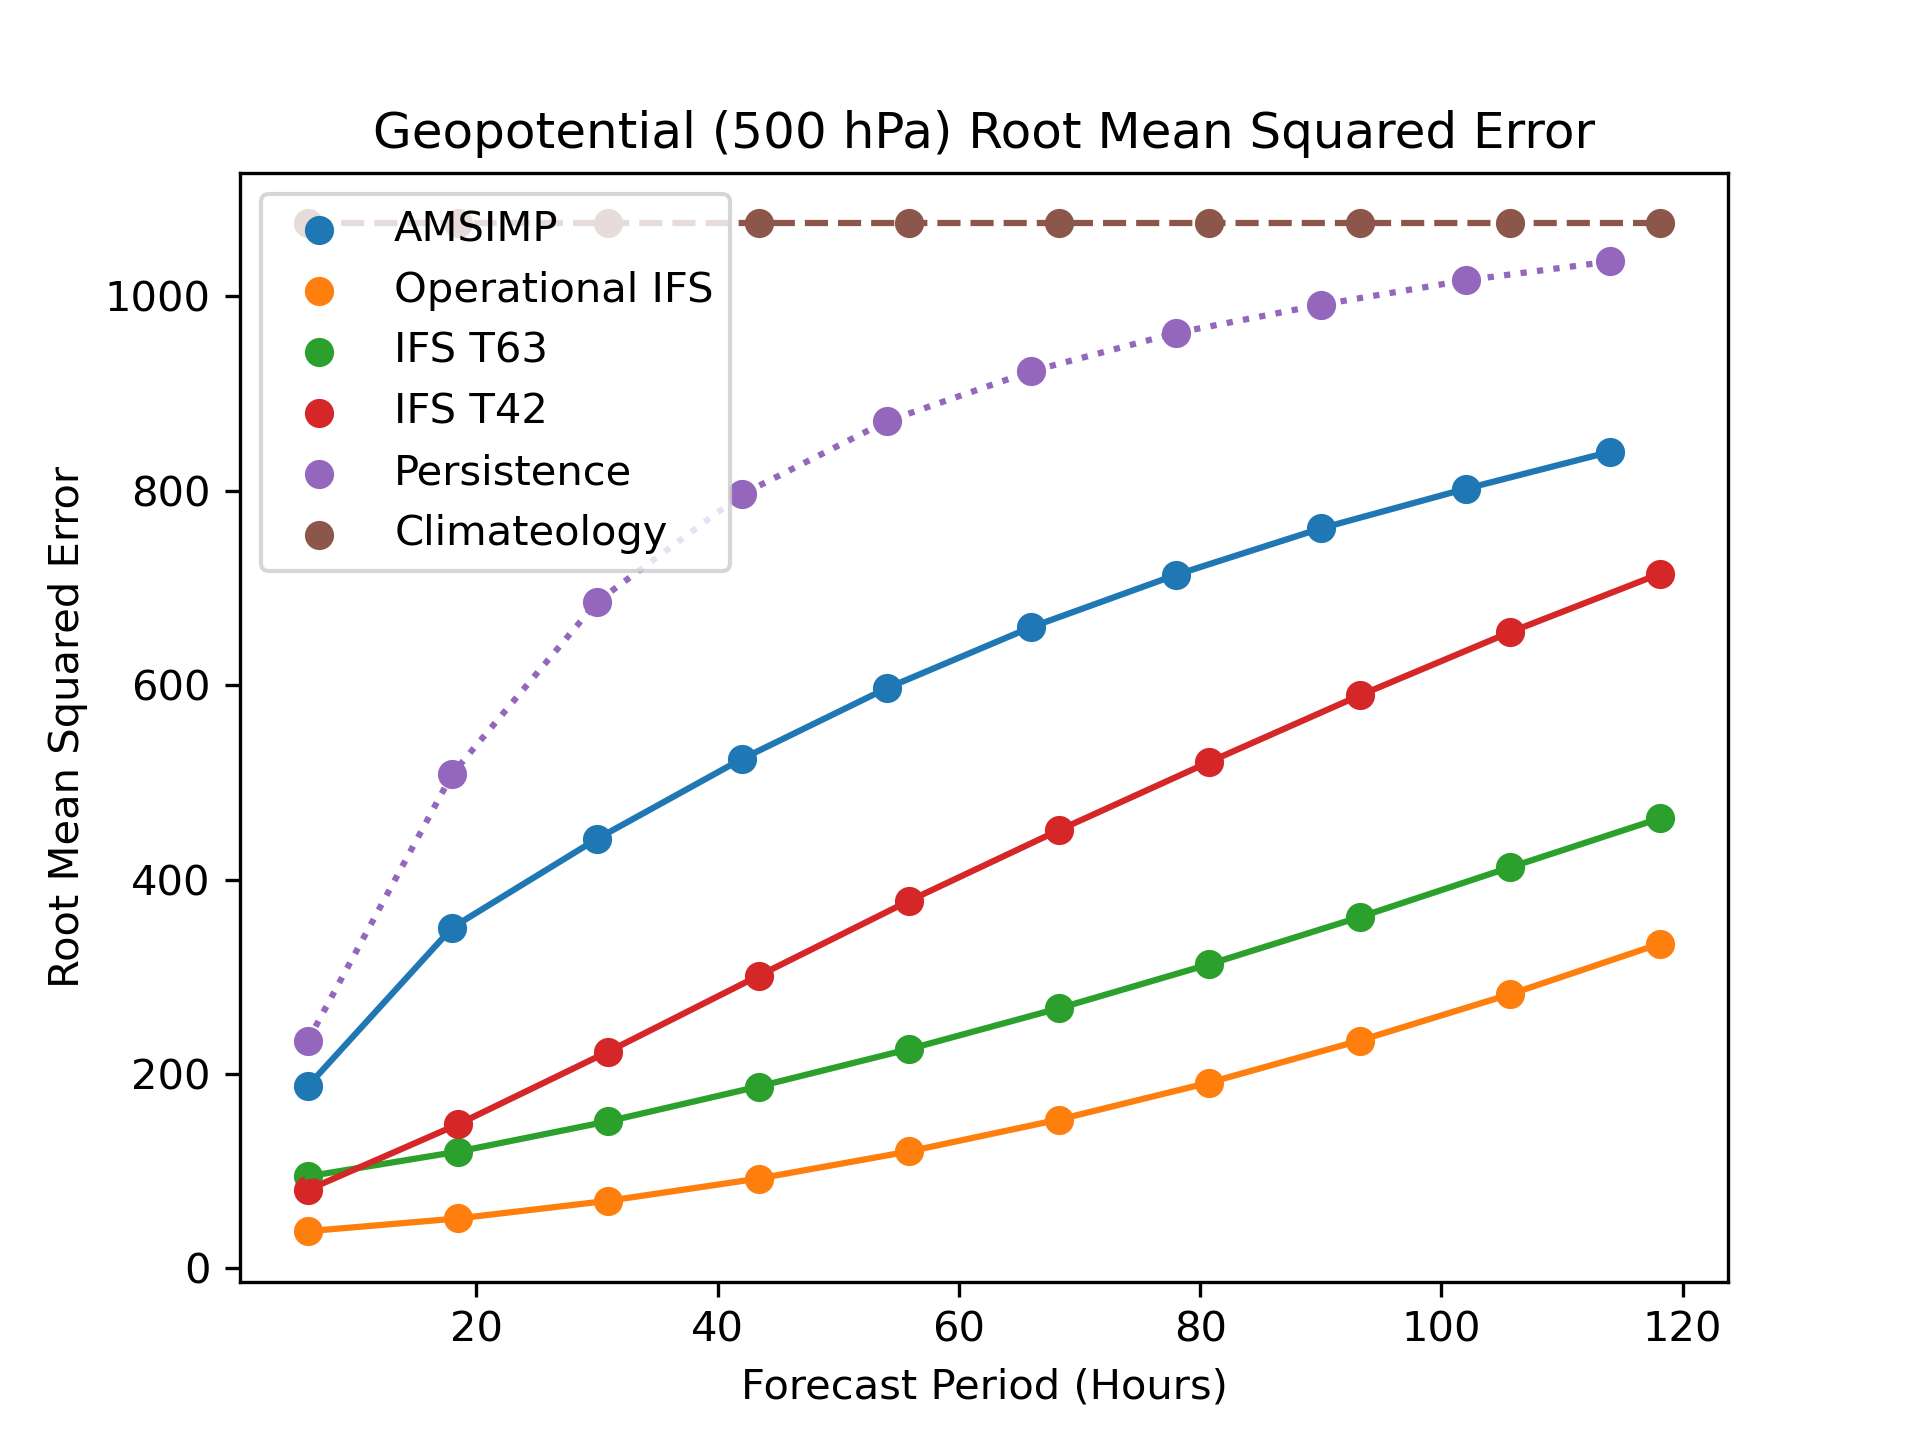 Geopotential (500 hPa) Root Mean Squared Error
AMSIMP
Operational IFS
IFS T63
IFS T42
Persistence
Climateology
Root Mean Squared Error
1000
800
600
400
200
0
20 40 60 80 100 120
Forecast Period (Hours)